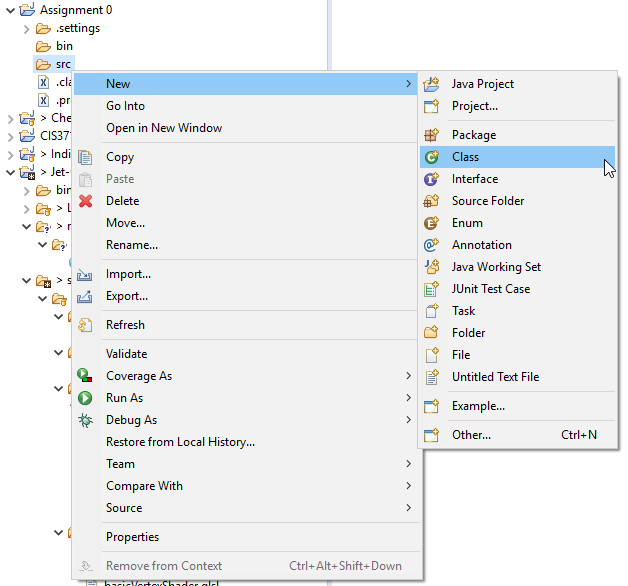 Assignment 0
.settings
bin
src
.cla
.pr
> Che
CIS371
> Indi
> Jet-
bin
> L
> r
> s
New
Go Into
Open in New Window
Copy
Paste
Delete
Move...
Rename...
Import...
Export...
Refresh
Validate
Coverage As
Run As
Debug As
Restore from Local History...
Team
Compare With
Source
Properties
Remove from Context Ctrl+Alt+Shift+Down
Java Project
Project...
Package
Class
Interface
Source Folder
Enum
Annotation
Java Working Set
JUnit Test Case
Task
Folder
File
Untitled Text File
Example...
Other... Ctrl+N
basicVertexShader.glsl